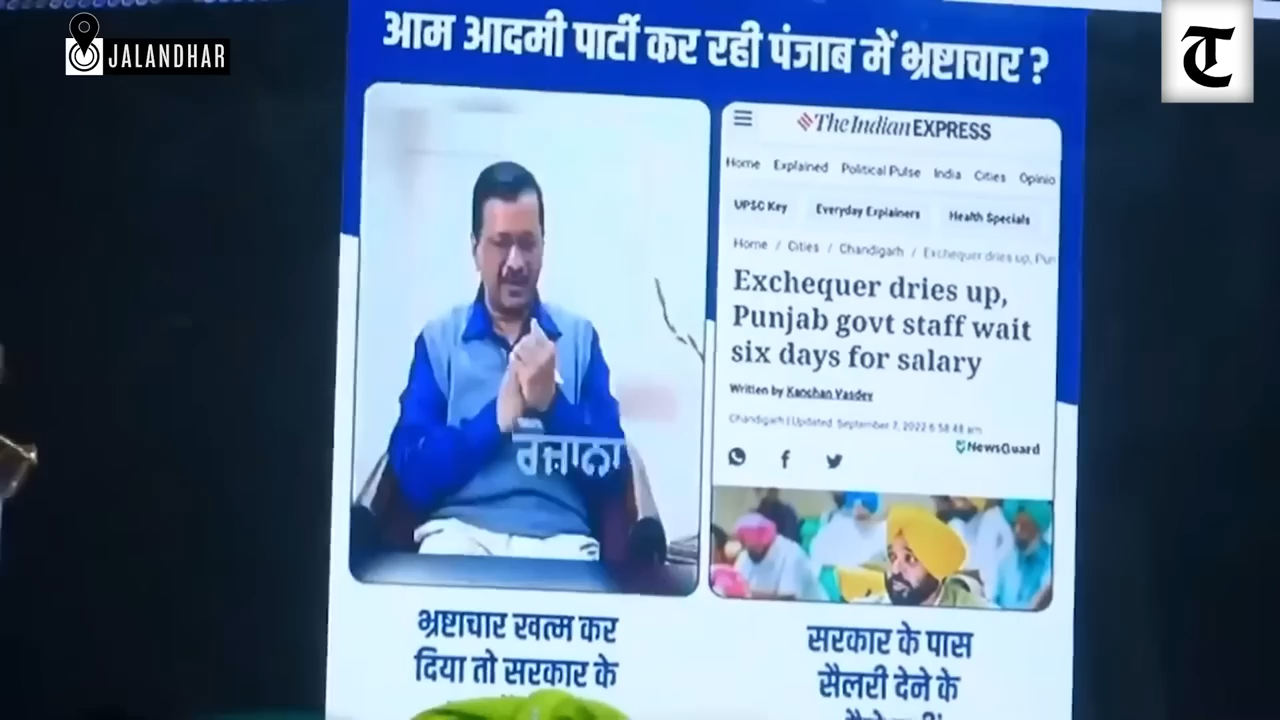 JALANDHAR
T
आम आदमी पार्टी कर रही पंजाब में भ्रष्टाचार ?
The Indian EXPRESS
Home Explained Political Pulse India Cities Opinio
UPSC Key Everyday Explainers Health Specials
Home / Cities / Chandigarh / Exchequer dries up, Pun
Exchequer dries up,
Punjab govt staff wait
six days for salary
Written by Kanchan Vasdev
Chandigarh | Updated: September 7, 2022 6:58:48 am
NewsGuard
ਰੋਜ਼ਾਨਾ
भ्रष्टाचार खत्म कर
दिया तो सरकार के
सरकार के पास
सैलरी देने के